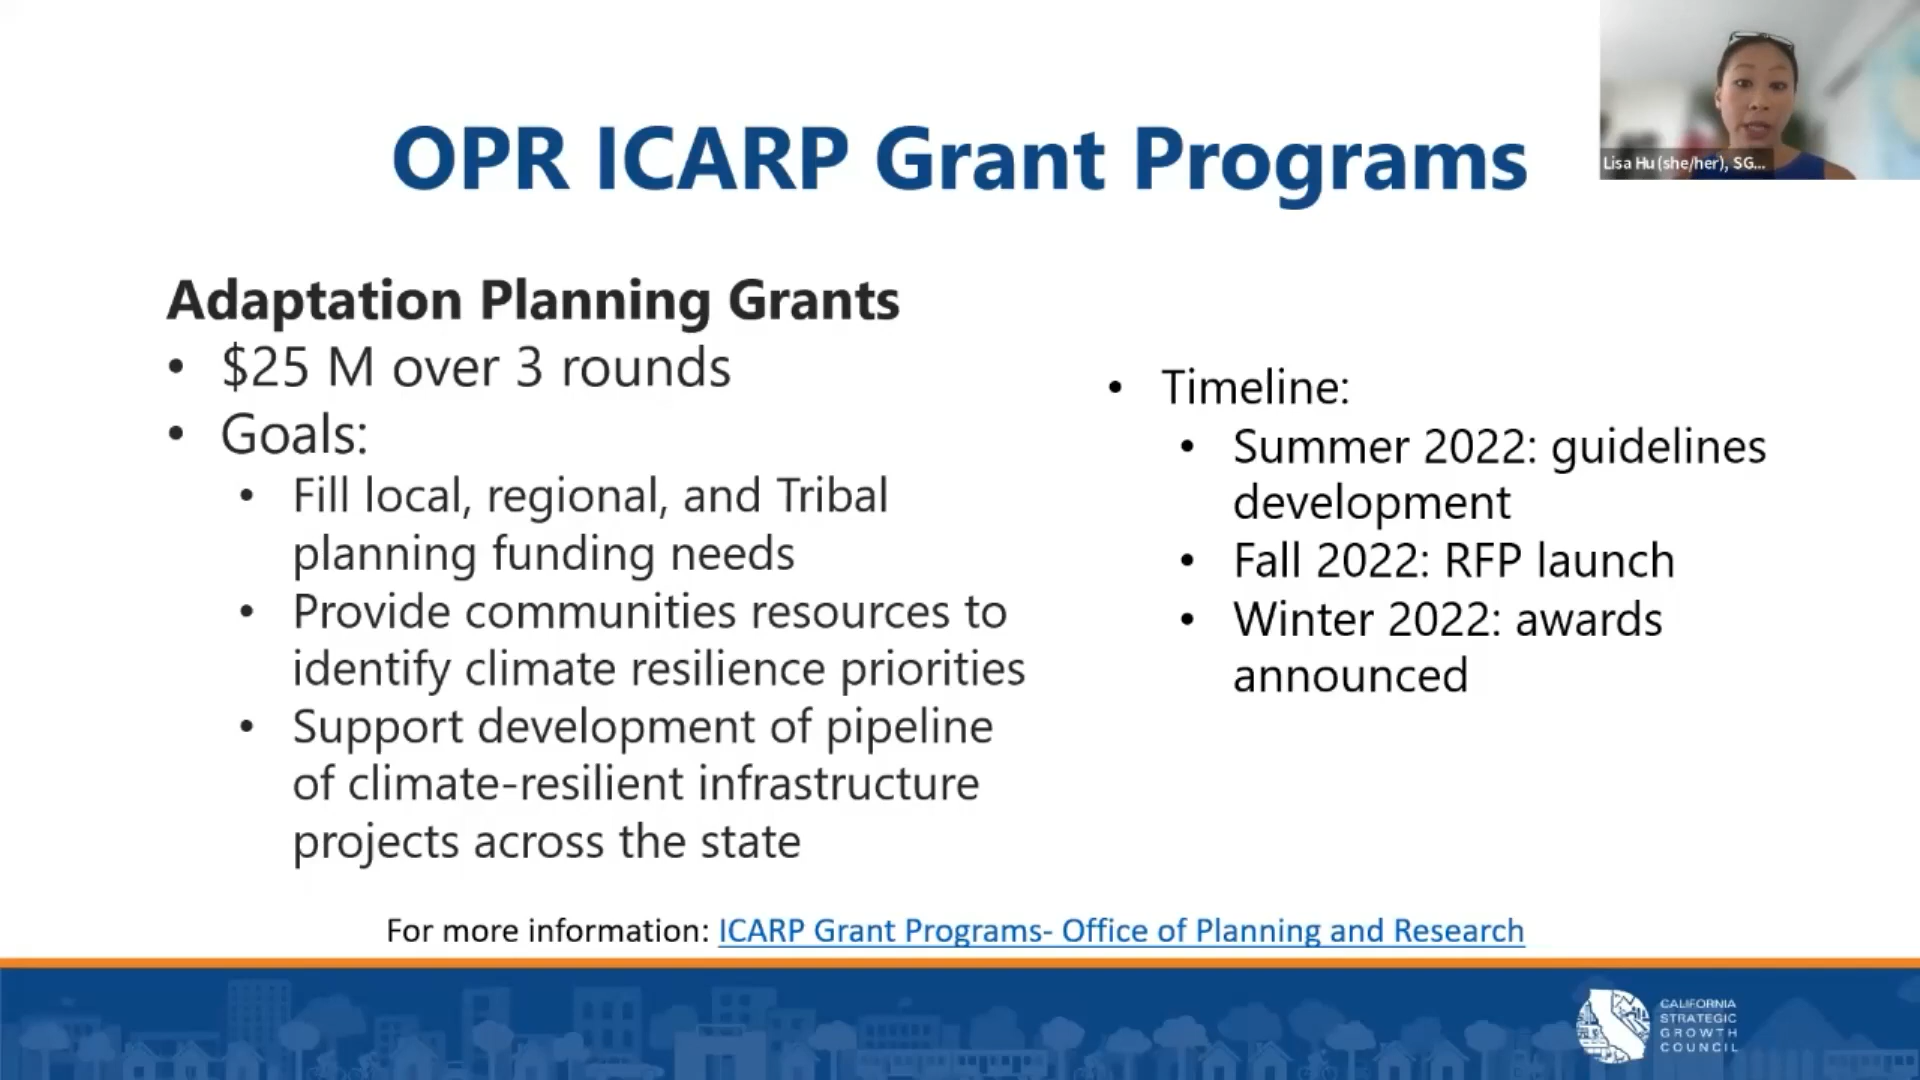 OPR ICARP Grant Programs
Lisa Hu (she/her), SG...
Adaptation Planning Grants
• $25 M over 3 rounds
• Goals:
• Fill local, regional, and Tribal
planning funding needs
• Provide communities resources to
identify climate resilience priorities
• Support development of pipeline
of climate-resilient infrastructure
projects across the state
• Timeline:
• Summer 2022: guidelines
development
• Fall 2022: RFP launch
• Winter 2022: awards
announced
For more information: ICARP Grant Programs- Office of Planning and Research
CALIFORNIA
STRATEGIC
GROWTH
COUNCIL